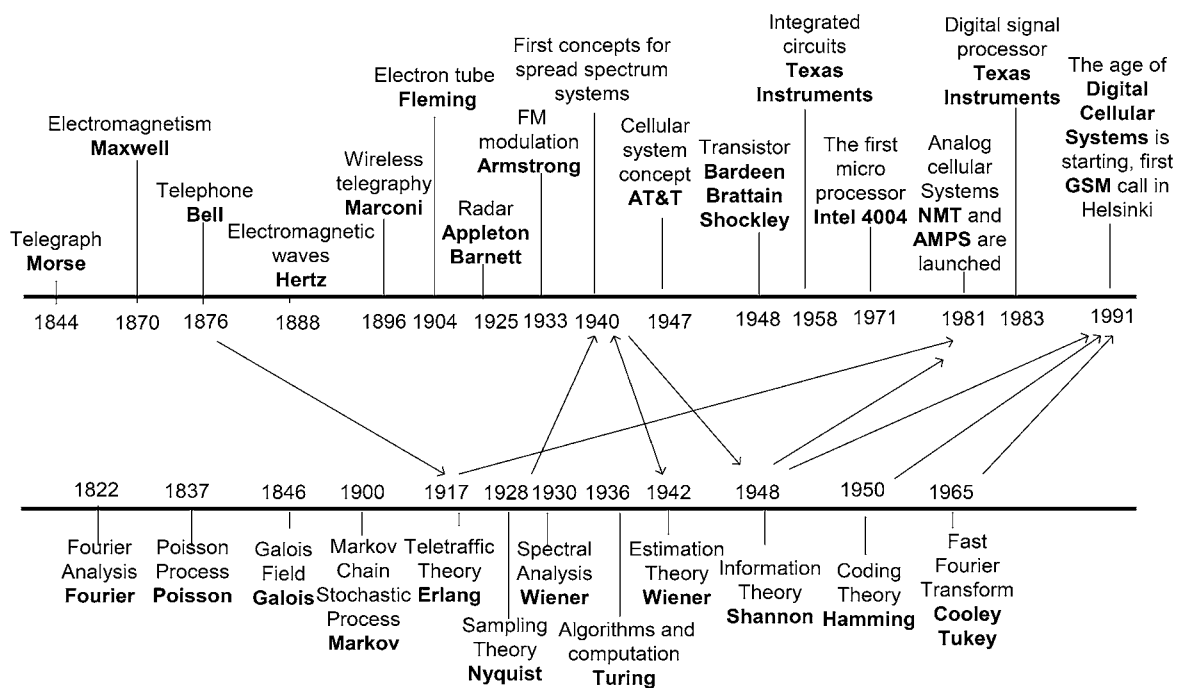 Telegraph
Morse
Electromagnetism
Maxwell
Telephone
Bell
Electromagnetic
waves
Hertz
Wireless
telegraphy
Marconi
Electron tube
Fleming
Radar
Appleton
Barnett
FM
modulation
Armstrong
First concepts for
spread spectrum
systems
Cellular
system
concept
AT&T
Transistor
Bardeen
Brattain
Shockley
Integrated
circuits
Texas
Instruments
The first
micro
processor
Intel 4004
Analog
cellular
Systems
NMT and
AMPS are
launched
Digital signal
processor
Texas
Instruments
The age of
Digital
Cellular
Systems is
starting, first
GSM call in
Helsinki
1844
1870
1876
1888
1896
1904
1925
1933
1940
1947
1948
1958
1971
1981
1983
1991
1822
1837
1846
1900
1917
1928
1930
1936
1942
1948
1950
1965
Fourier
Analysis
Fourier
Poisson
Process
Poisson
Galois
Field
Galois
Markov
Chain
Stochastic
Process
Markov
Teletraffic
Theory
Erlang
Sampling
Theory
Nyquist
Spectral
Analysis
Wiener
Algorithms and
computation
Turing
Estimation
Theory
Wiener
Information
Theory
Shannon
Coding
Theory
Hamming
Fast
Fourier
Transform
Cooley
Tukey